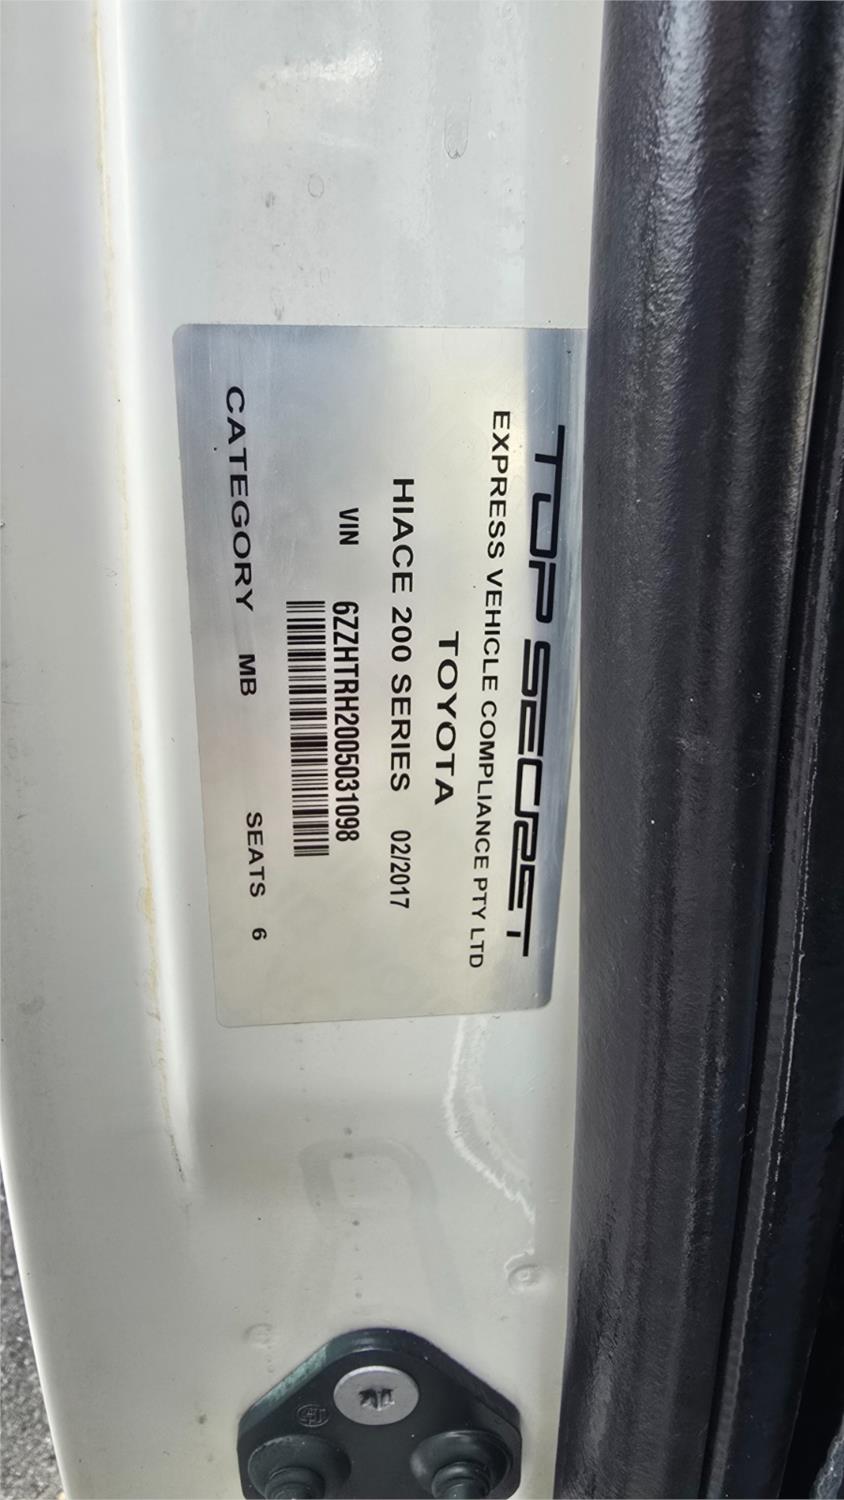 TOP SECRET
EXPRESS VEHICLE COMPLIANCE PTY LTD
TOYOTA
HIACE 200 SERIES 02/2017
VIN 6ZZHTRH2005031098
CATEGORY MB SEATS 6